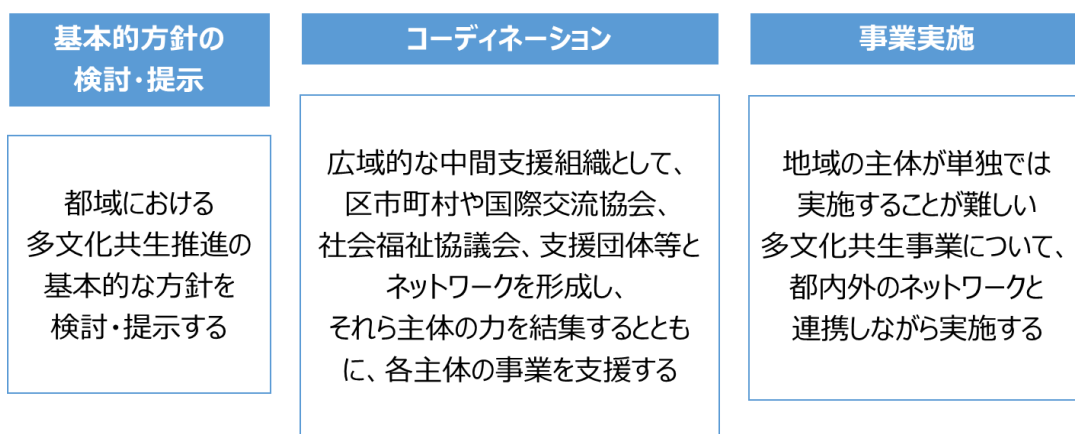 基本的方針の
検討・提示
都域における
多文化共生推進の
基本的な方針を
検討・提示する
コーディネーション
広域的な中間支援組織として、
区市町村や国際交流協会、
社会福祉協議会、支援団体等と
ネットワークを形成し、
それら主体の力を結集するととも
に、各主体の事業を支援する
事業実施
地域の主体が単独では
実施することが難しい
多文化共生事業について、
都内外のネットワークと
連携しながら実施する